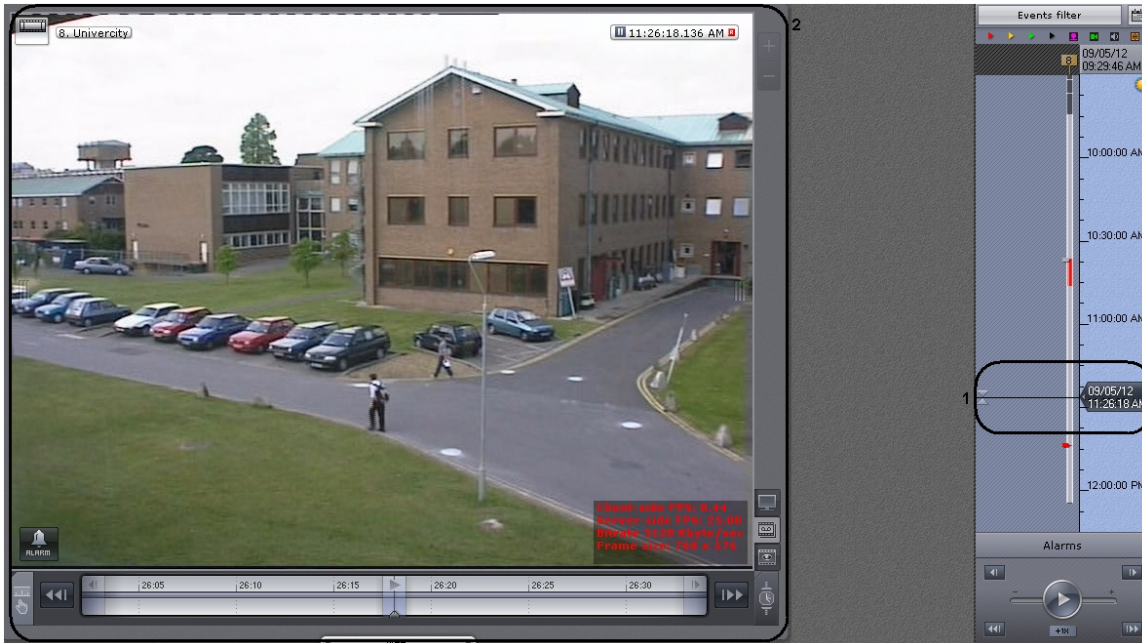 8. Univercity
11:26:18.136 AM
2
ALARM
Client-side FPS: 8.44
Server-side FPS: 25.00
Frame size: 768 x 576
26:05
26:10
26:15
26:20
26:25
26:30
Events filter
8
09/05/12
09:29:46 AM
10:00:00 AM
10:30:00 AM
11:00:00 AM
1
09/05/12
11:26:18 AM
12:00:00 PM
Alarms
-
+
+1X